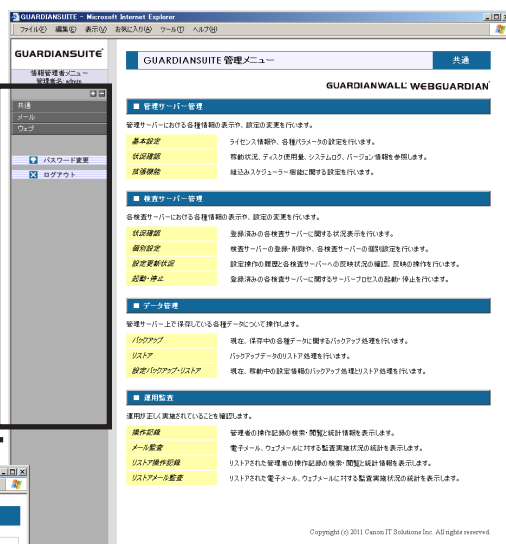 GUARDIANSUITE - Microsoft Internet Explorer
ファイル(F) 編集(E) 表示(V) お気に入り(A) ツール(T) ヘルプ(H)
GUARDIANSUITE
情報管理者メニュー
管理者名: admin
共通
メール
ウェブ
パスワード変更
ログアウト
GUARDIANSUITE 管理メニュー 共通
GUARDIANWALL WEBGUARDIAN
■ 管理サーバー管理
管理サーバーにおける各種情報の表示や、設定の変更を行います。
基本設定 ライセンス情報や、各種パラメータの設定を行います。
状況確認 稼動状況、ディスク使用量、システムログ、バージョン情報を参照します。
拡張機能 組込みスケジューラー機能に関する設定を行います。
■ 検査サーバー管理
各検査サーバーにおける各種情報の表示や、設定の変更を行います。
状況確認 登録済みの各検査サーバーに関する状況表示を行います。
個別設定 検査サーバーの登録・削除や、各検査サーバーの個別設定を行います。
設定更新状況 設定操作の履歴と各検査サーバーへの反映状況の確認、反映の操作を行います。
起動・停止 登録済みの各検査サーバーに関するサーバープロセスの起動・停止を行います。
■ データ管理
管理サーバー上で保存している各種データについて操作します。
バックアップ 現在、保存中の各種データに関するバックアップ処理を行います。
リストア バックアップデータのリストア処理を行います。
設定バックアップ・リストア 現在、稼動中の設定情報のバックアップ処理とリストア処理を行います。
■ 運用監査
運用が正しく実施されていることを確認します。
操作記録 管理者の操作記録の検索・閲覧と統計情報を表示します。
メール監査 電子メール、ウェブメールに対する監査実施状況の統計を表示します。
リストア操作記録 リストアされた管理者の操作記録の検索・閲覧と統計情報を表示します。
リストアメール監査 リストアされた電子メール、ウェブメールに対する監査実施状況の統計を表示します。
Copyright (c) 2011 Canon IT Solutions Inc. All rights reserved.